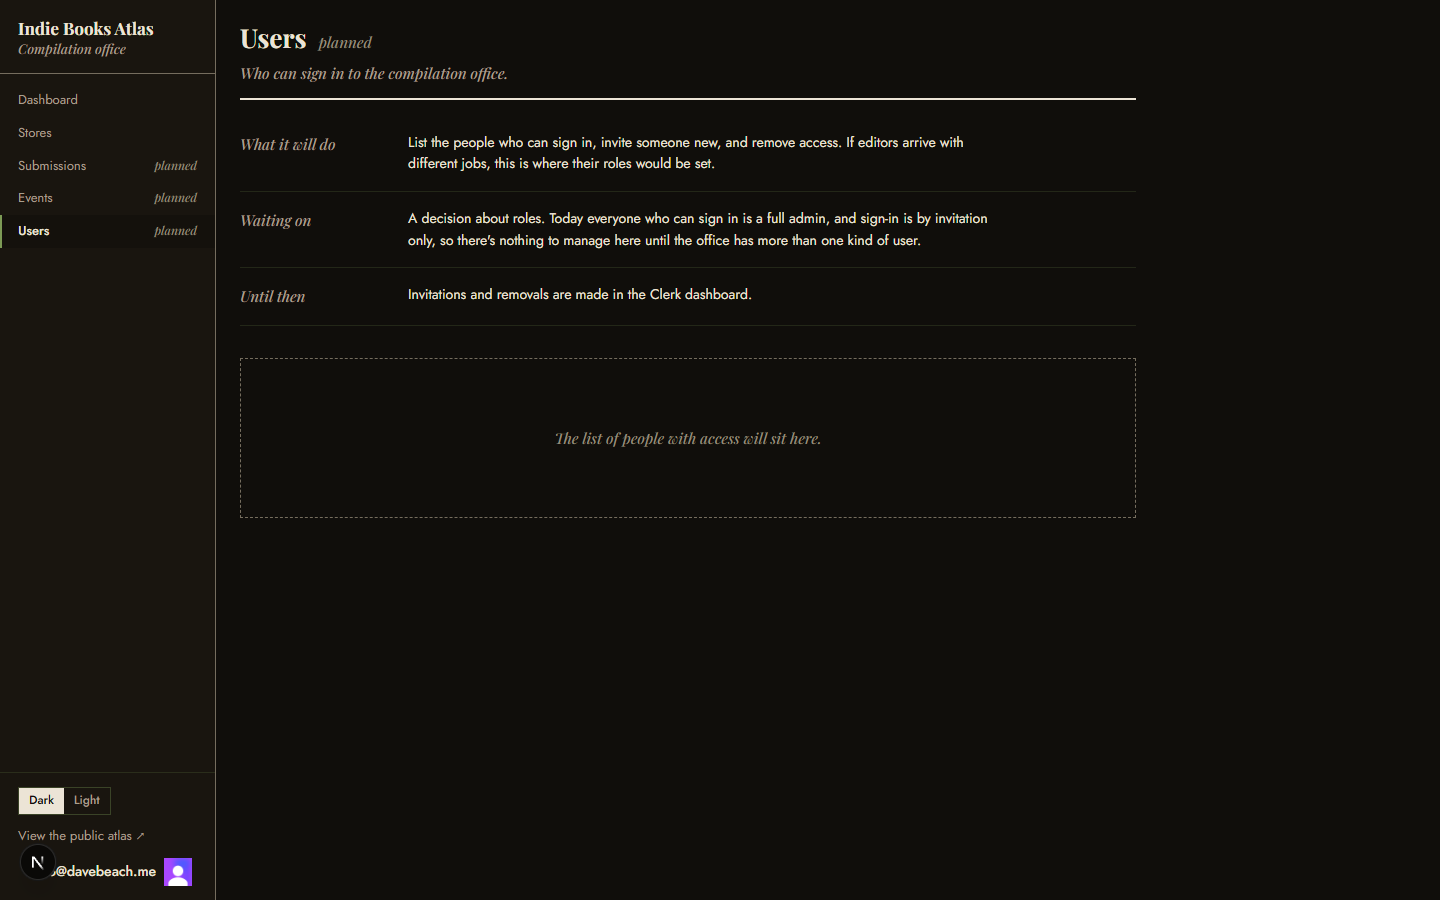 Indie Books Atlas
Compilation office
Dashboard
Stores
Submissions planned
Events planned
Users planned
Dark Light
View the public atlas ↗
N
@davebeach.me
Users planned
Who can sign in to the compilation office.
What it will do
List the people who can sign in, invite someone new, and remove access. If editors arrive with
different jobs, this is where their roles would be set.
Waiting on
A decision about roles. Today everyone who can sign in is a full admin, and sign-in is by invitation
only, so there's nothing to manage here until the office has more than one kind of user.
Until then
Invitations and removals are made in the Clerk dashboard.
The list of people with access will sit here.